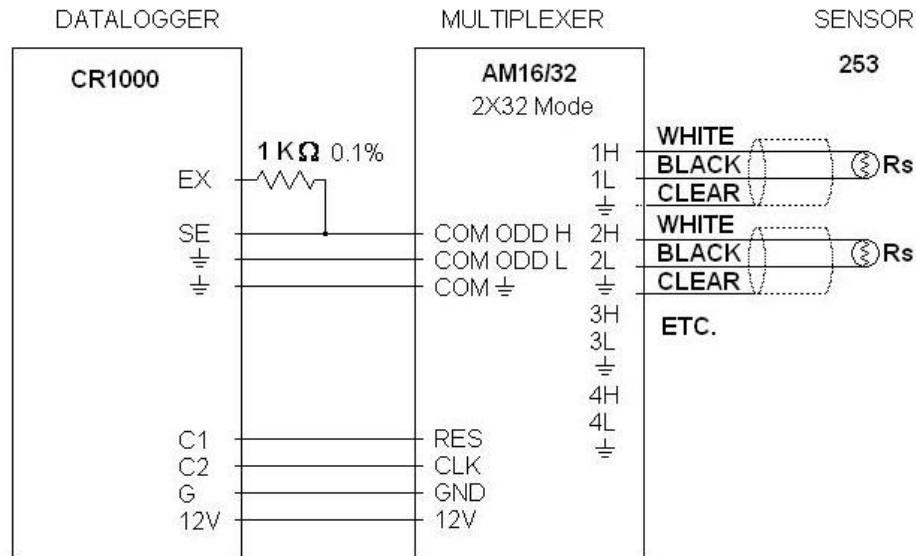 DATALOGGER
MULTIPLEXER
SENSOR
CR1000
AM16/32
2X32 Mode
253
1 KΩ 0.1%
EX
SE
COM ODD H
COM ODD L
COM
1H
1L
2H
2L
3H
3L
4H
4L
WHITE
BLACK
CLEAR
Rs
WHITE
BLACK
CLEAR
Rs
ETC.
C1
C2
G
12V
RES
CLK
GND
12V